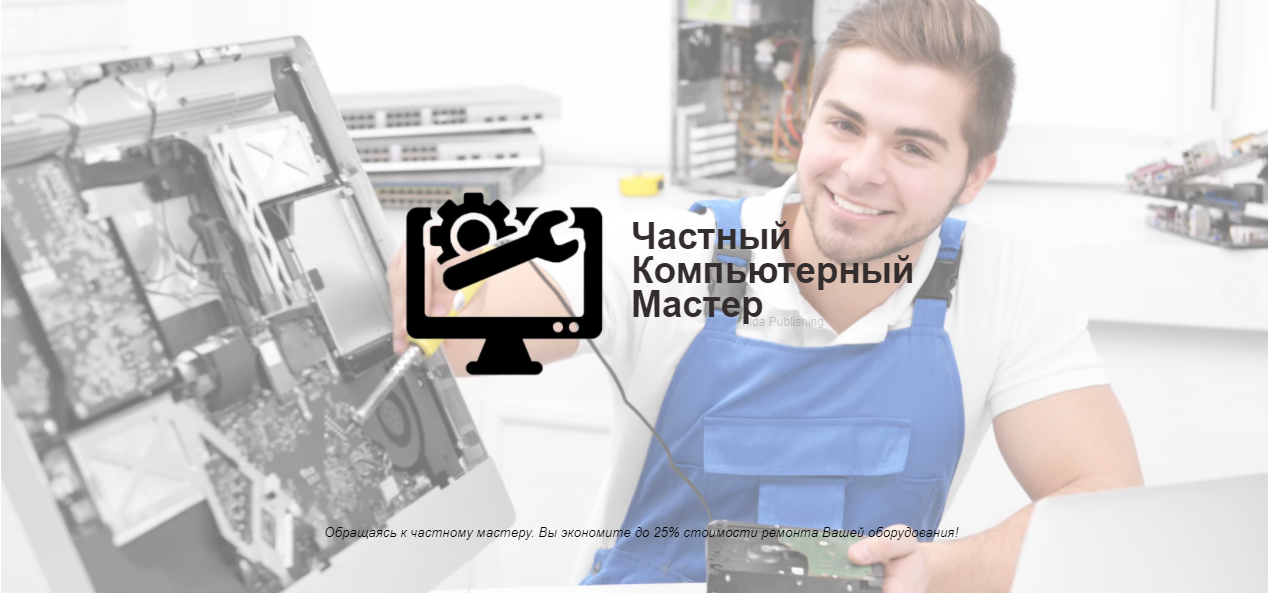 Частный
Компьютерный
Мастер
Publishing
Обращаясь к частному мастеру. Вы экономите до 25% стоимости ремонта Вашей оборудования!